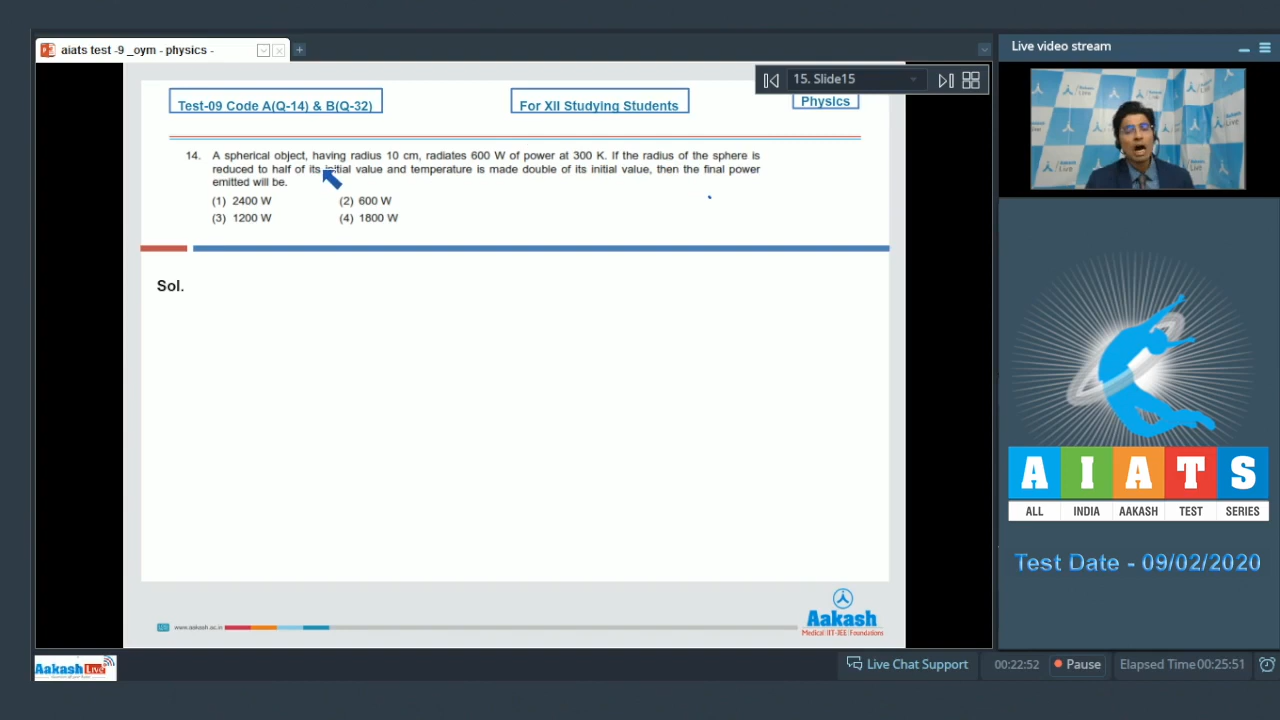 aiats test -9 _oym - physics -
Live video stream
15. Slide15
Test-09 Code A(Q-14) & B(Q-32)
For XII Studying Students
Physics
14. A spherical object, having radius 10 cm, radiates 600 W of power at 300 K. If the radius of the sphere is
reduced to half of its initial value and temperature is made double of its initial value, then the final power
emitted will be.
(1) 2400 W (2) 600 W
(3) 1200 W (4) 1800 W
Sol.
A I A T S
ALL INDIA AAKASH TEST SERIES
Test Date - 09/02/2020
www.aakash.ac.in
Aakash
Medical | IIT-JEE | Foundations
Aakash Live
Live Chat Support
00:22:52
Pause
Elapsed Time 00:25:51